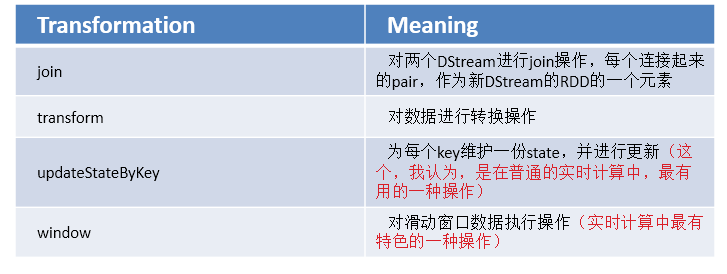 Transformation
Meaning
join
对两个DStream进行join操作，每个连接起来
的pair，作为新DStream的RDD的一个元素
transform
对数据进行转换操作
updateStateByKey
为每个key维护一份state，并进行更新（这
个，我认为，是在普通的实时计算中，最有
用的一种操作）
window
对滑动窗口数据执行操作（实时计算中最有
特色的一种操作）